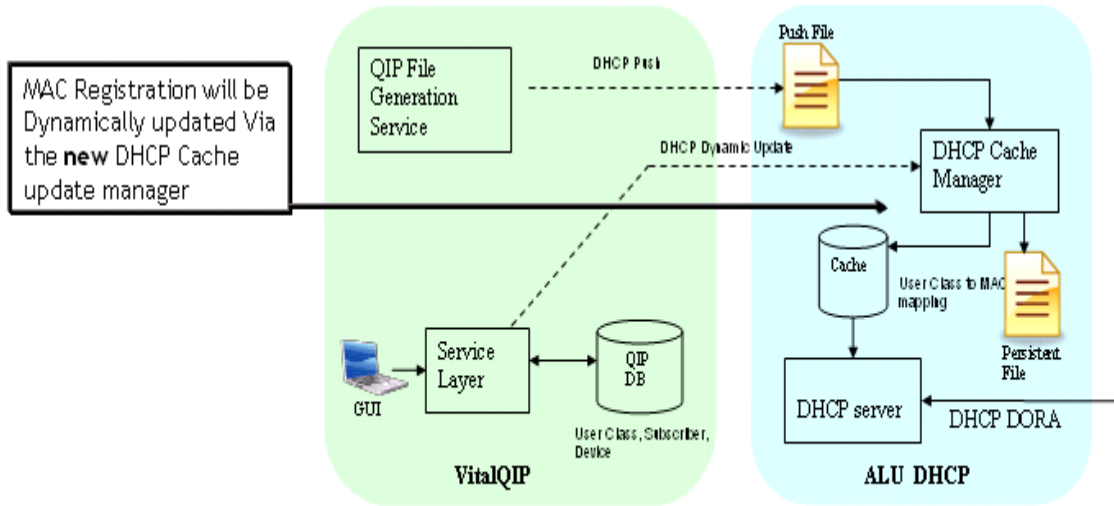 MAC Registration will be
Dynamically updated Via
the new DHCP Cache
update manager
QIP File
Generation
Service
DHCP Push
Push File
DHCP Dynamic Update
DHCP Cache
Manager
Cache
User Class to MAC
mapping
Persistent
File
GUI
Service
Layer
QIP
DB
User Class, Subscriber,
Device
DHCP server
DHCP DORA
VitalQIP
ALU DHCP